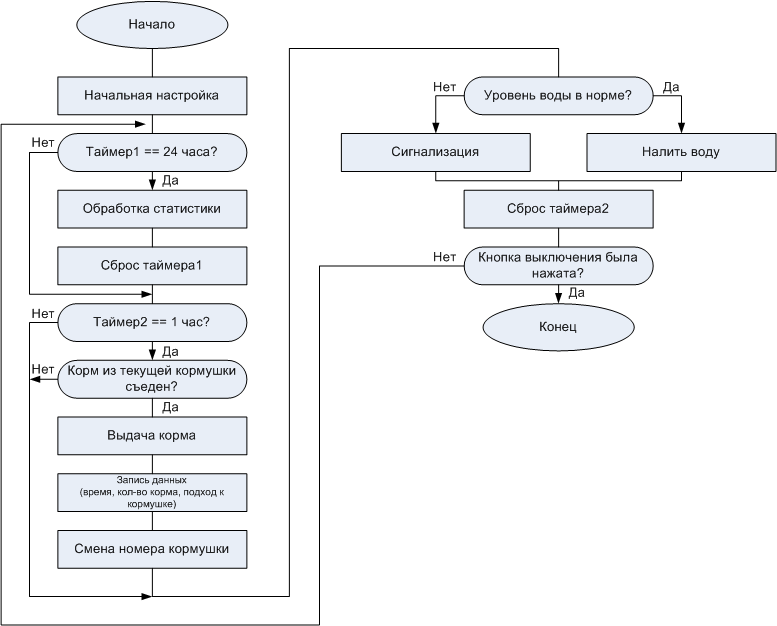 Начало
Начальная настройка
Нет
Таймер1 == 24 часа?
Да
Обработка статистики
Сброс таймера1
Нет
Таймер2 == 1 час?
Да
Нет
Корм из текущей кормушки
съеден?
Да
Выдача корма
Запись данных
(время, кол-во корма, подход к
кормушке)
Смена номера кормушки
Нет
Уровень воды в норме?
Да
Сигнализация
Налить воду
Сброс таймера2
Нет
Кнопка выключения была
нажата?
Да
Конец